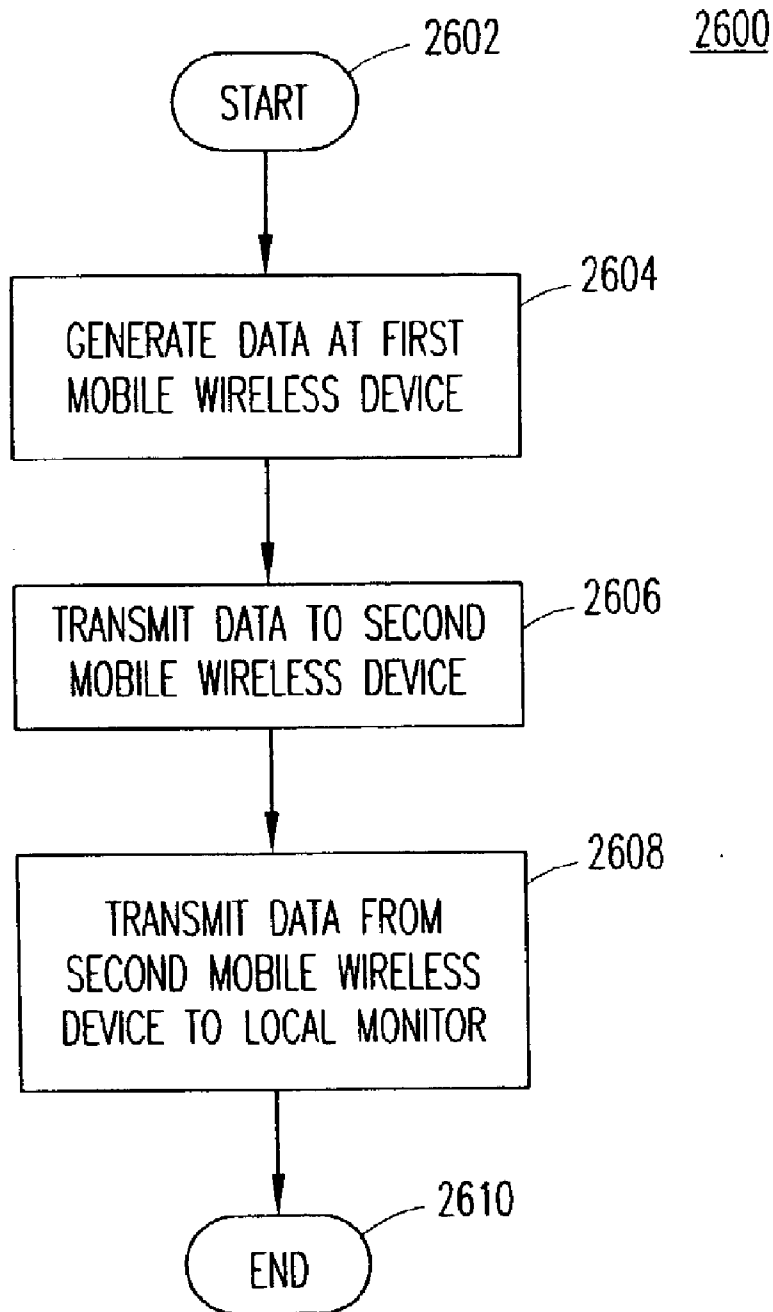 2600
2602
START
2604
GENERATE DATA AT FIRST
MOBILE WIRELESS DEVICE
2606
TRANSMIT DATA TO SECOND
MOBILE WIRELESS DEVICE
2608
TRANSMIT DATA FROM
SECOND MOBILE WIRELESS
DEVICE TO LOCAL MONITOR
2610
END